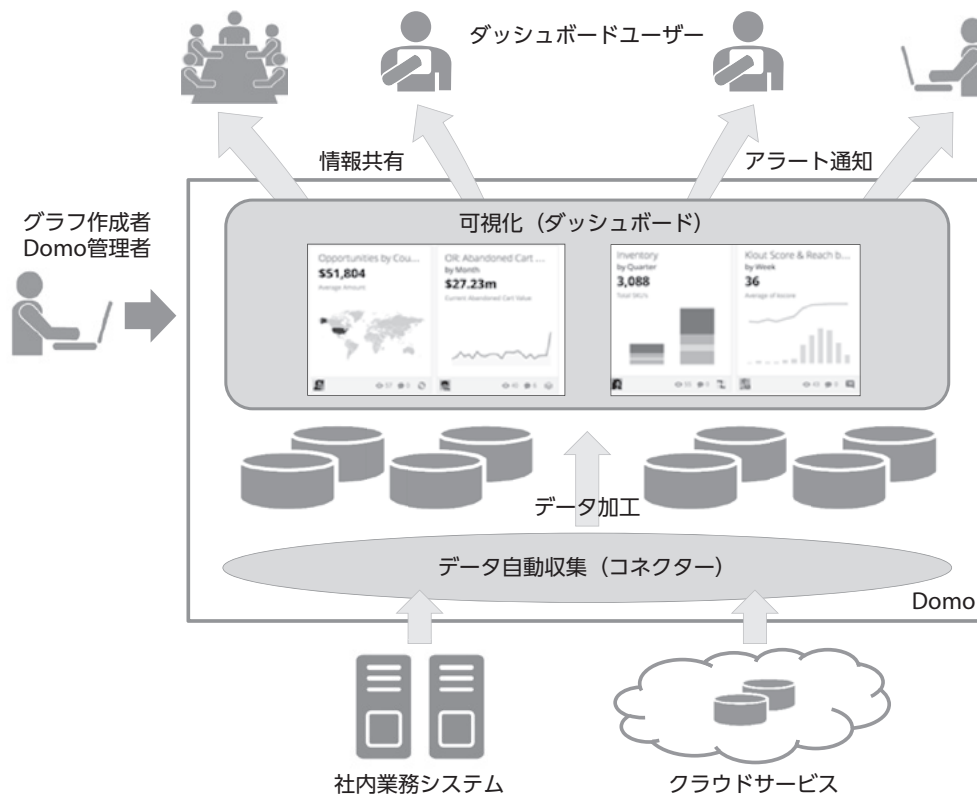 ダッシュボードユーザー
情報共有
アラート通知
グラフ作成者
Domo管理者
可視化（ダッシュボード）
Opportunities by Cou...
$51,804
Average Amount
OR: Abandoned Cart ...
by Month
$27.23m
Current Abandoned Cart Value
Inventory
by Quarter
3,088
Total SKUs
Klout Score & Reach b...
by Week
36
Average of kscore
データ加工
データ自動収集（コネクター）
Domo
社内業務システム
クラウドサービス